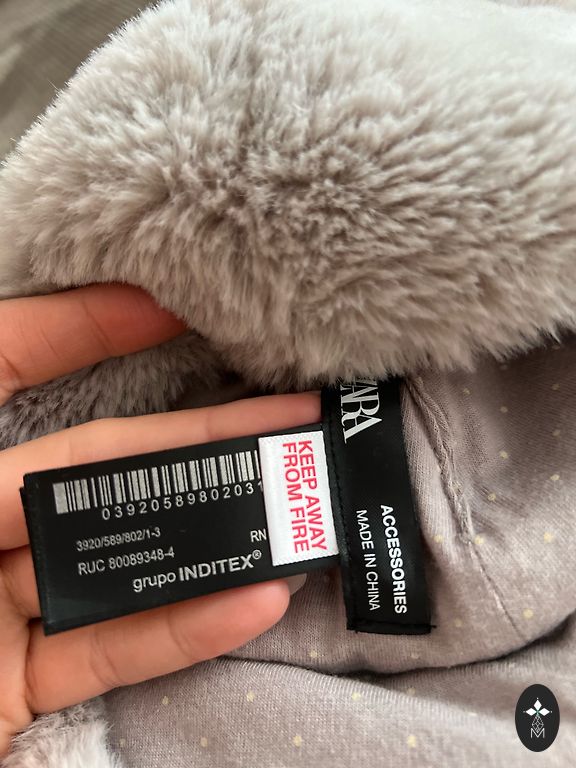 03920589802031
3920/589/802/1-3
RN
RUC 80089348-4
grupo INDITEX®
KEEP AWAY
FROM FIRE
ZARA
ACCESSORIES
MADE IN CHINA
M